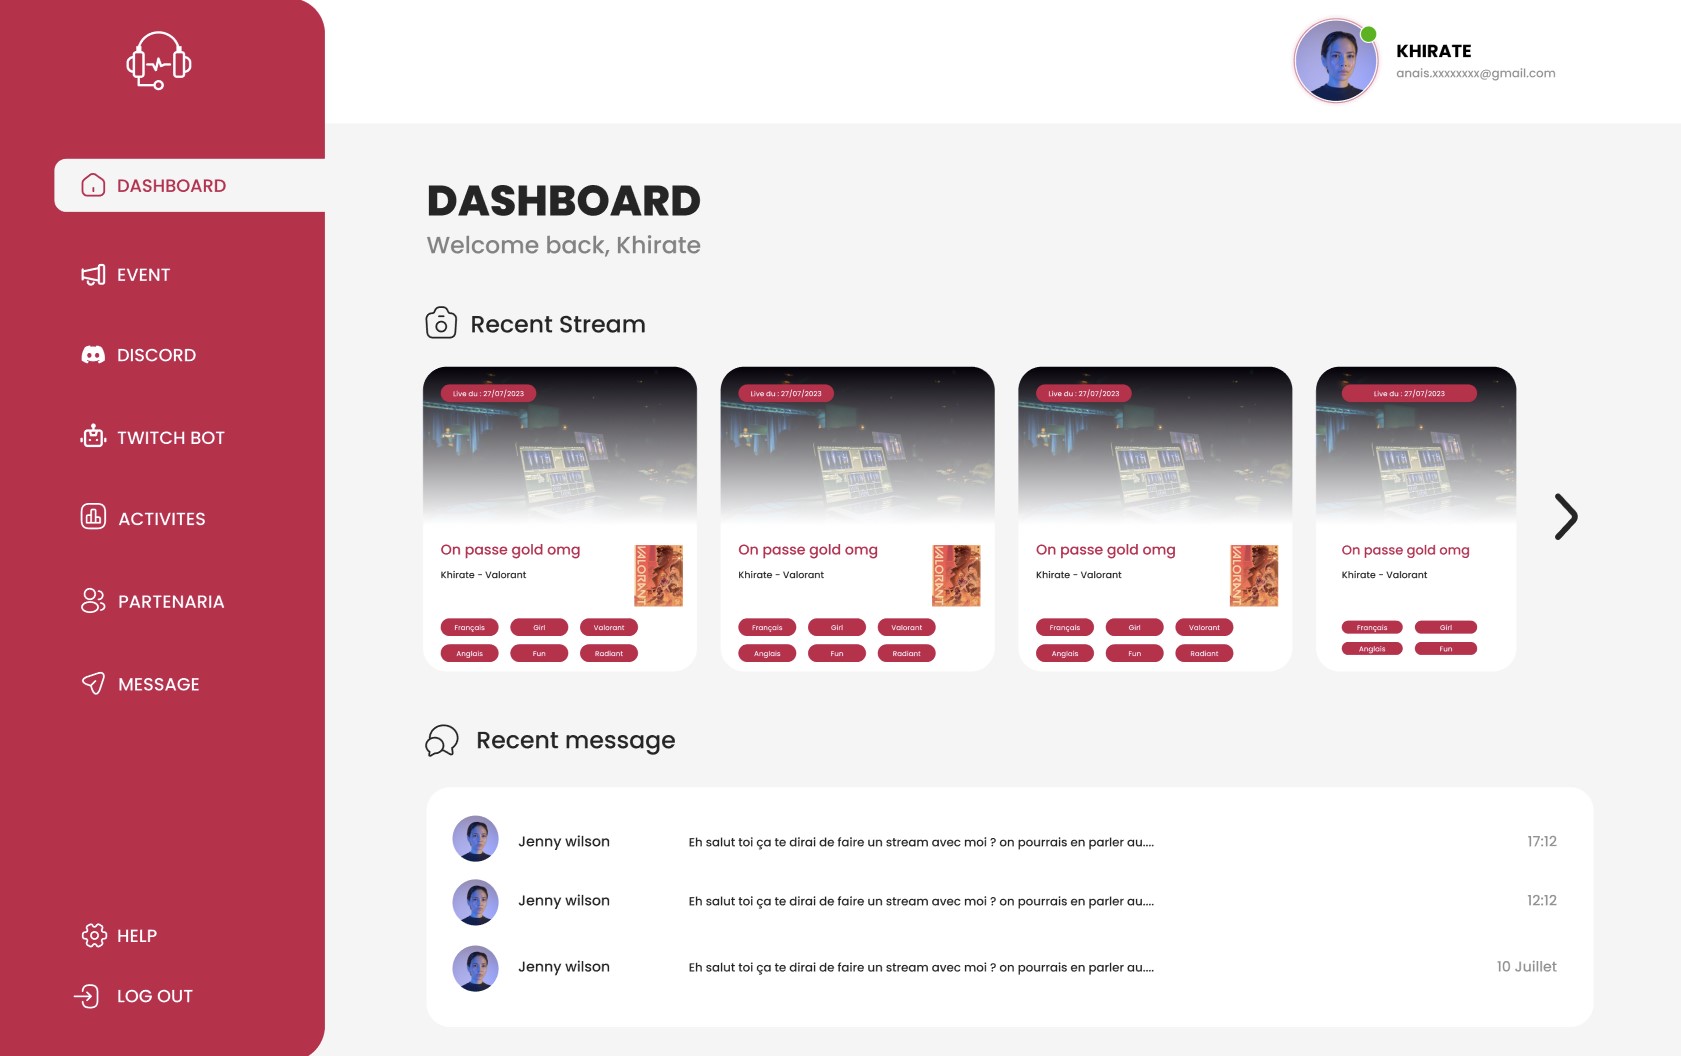 KHIRATE
anais.xxxxxxxx@gmail.com
DASHBOARD
EVENT
DISCORD
TWITCH BOT
ACTIVITES
PARTENARIA
MESSAGE
HELP
LOG OUT
DASHBOARD
Welcome back, Khirate
Recent Stream
Live du : 27/07/2023
On passe gold omg
Khirate - Valorant
VALORANT
Français Girl Valorant
Anglais Fun Radiant
Live du : 27/07/2023
On passe gold omg
Khirate - Valorant
VALORANT
Français Girl Valorant
Anglais Fun Radiant
Live du : 27/07/2023
On passe gold omg
Khirate - Valorant
VALORANT
Français Girl Valorant
Anglais Fun Radiant
Live du : 27/07/2023
On passe gold omg
Khirate - Valorant
Français Girl
Anglais Fun
Recent message
Jenny wilson Eh salut toi ça te dirai de faire un stream avec moi ? on pourrais en parler au.... 17:12
Jenny wilson Eh salut toi ça te dirai de faire un stream avec moi ? on pourrais en parler au.... 12:12
Jenny wilson Eh salut toi ça te dirai de faire un stream avec moi ? on pourrais en parler au.... 10 Juillet